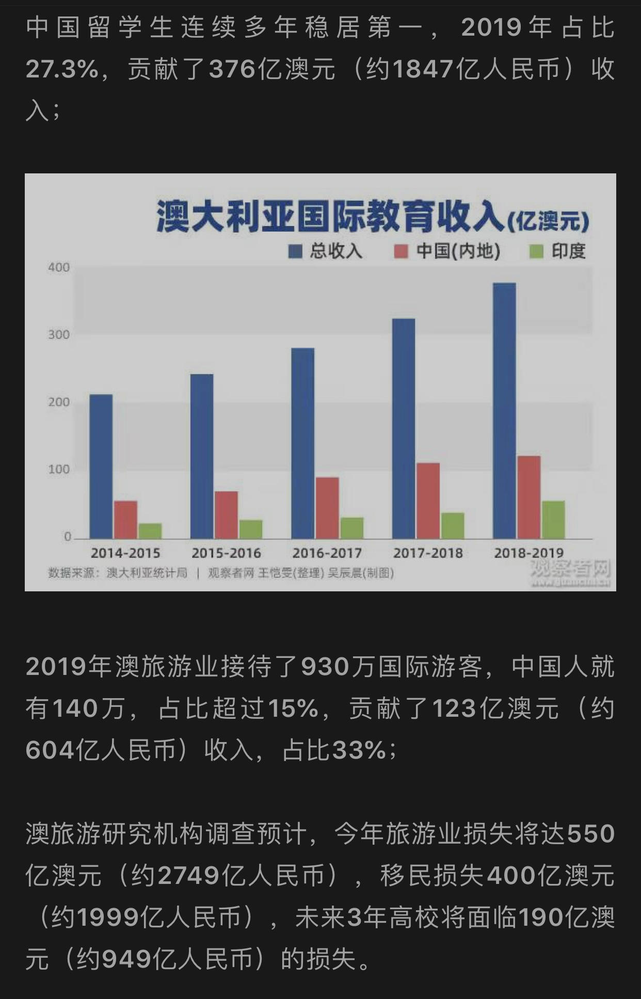 中国留学生连续多年稳居第一，2019年占比
27.3%，贡献了376亿澳元（约1847亿人民币）收
入；
澳大利亚国际教育收入(亿澳元)
总收入 中国(内地) 印度
400
300
200
100
0
2014-2015 2015-2016 2016-2017 2017-2018 2018-2019
数据来源：澳大利亚统计局 | 观察者网 王恺雯(整理) 吴辰晨(制图)
观察者网
2019年澳旅游业接待了930万国际游客，中国人就
有140万，占比超过15%，贡献了123亿澳元（约
604亿人民币）收入，占比33%；
澳旅游研究机构调查预计，今年旅游业损失将达550
亿澳元（约2749亿人民币），移民损失400亿澳元
（约1999亿人民币），未来3年高校将面临190亿澳
元（约949亿人民币）的损失。